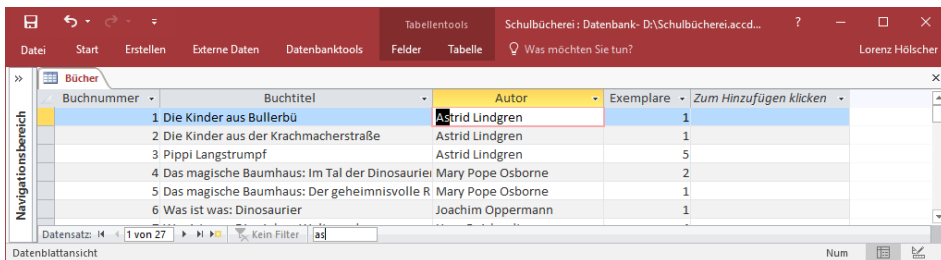 Tabellentools Schulbücherei : Datenbank- D:\Schulbücherei.accd... ?
Datei Start Erstellen Externe Daten Datenbanktools Felder Tabelle Was möchten Sie tun? Lorenz Hölscher
Bücher
Buchnummer Buchtitel Autor Exemplare Zum Hinzufügen klicken
1 Die Kinder aus Bullerbü Astrid Lindgren 1
2 Die Kinder aus der Krachmacherstraße Astrid Lindgren 1
3 Pippi Langstrumpf Astrid Lindgren 5
4 Das magische Baumhaus: Im Tal der Dinosaurier Mary Pope Osborne 2
5 Das magische Baumhaus: Der geheimnisvolle R Mary Pope Osborne 1
6 Was ist was: Dinosaurier Joachim Oppermann 1
Navigationsbereich
Datensatz: 1 von 27 Kein Filter as
Datenblattansicht Num